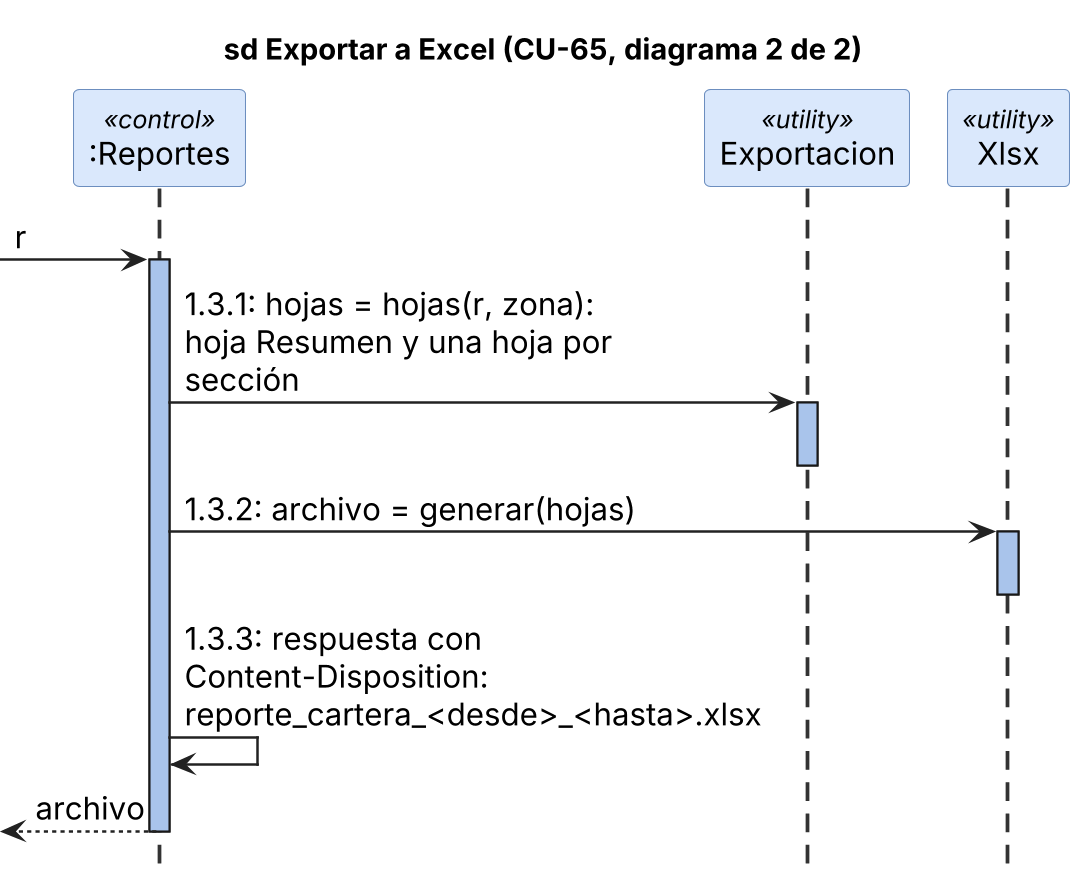 sd Exportar a Excel (CU-65, diagrama 2 de 2)
«control»
:Reportes
«utility»
Exportacion
«utility»
Xlsx
r
1.3.1: hojas = hojas(r, zona):
hoja Resumen y una hoja por
sección
1.3.2: archivo = generar(hojas)
1.3.3: respuesta con
Content-Disposition:
reporte_cartera_<desde>_<hasta>.xlsx
archivo